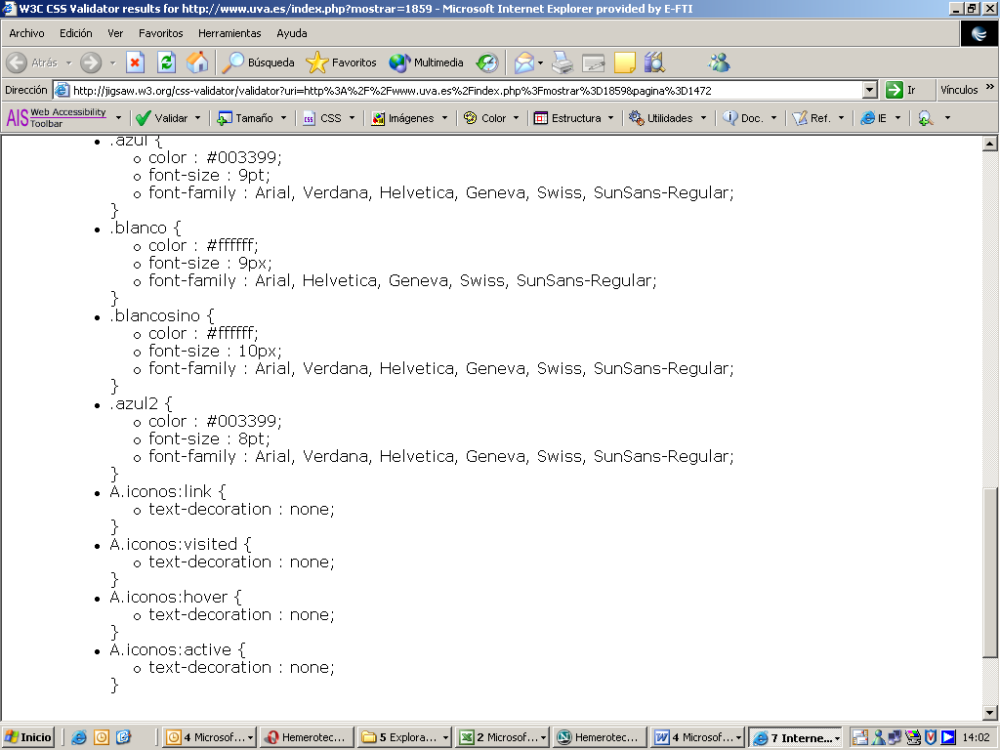 W3C CSS Validator results for http://www.uva.es/index.php?mostrar=1859 - Microsoft Internet Explorer provided by E-FTI
Archivo Edición Ver Favoritos Herramientas Ayuda
Atrás Búsqueda Favoritos Multimedia
Dirección http://jigsaw.w3.org/css-validator/validator?uri=http%3A%2F%2Fwww.uva.es%2Findex.php%3Fmostrar%3D1859&pagina%3D1472 Ir Vínculos »
AIS Web Accessibility Toolbar Validar Tamaño CSS Imágenes Color Estructura Utilidades Doc. Ref. IE
.azul {
color : #003399;
font-size : 9pt;
font-family : Arial, Verdana, Helvetica, Geneva, Swiss, SunSans-Regular;
}
.blanco {
color : #ffffff;
font-size : 9px;
font-family : Arial, Helvetica, Geneva, Swiss, SunSans-Regular;
}
.blancosino {
color : #ffffff;
font-size : 10px;
font-family : Arial, Verdana, Helvetica, Geneva, Swiss, SunSans-Regular;
}
.azul2 {
color : #003399;
font-size : 8pt;
font-family : Arial, Verdana, Helvetica, Geneva, Swiss, SunSans-Regular;
}
A.iconos:link {
text-decoration : none;
}
A.iconos:visited {
text-decoration : none;
}
A.iconos:hover {
text-decoration : none;
}
A.iconos:active {
text-decoration : none;
}
Inicio 4 Microsof... Hemerotec... 5 Explora... 2 Microsof... Hemerotec... 4 Microsof... 7 Interne... 14:02